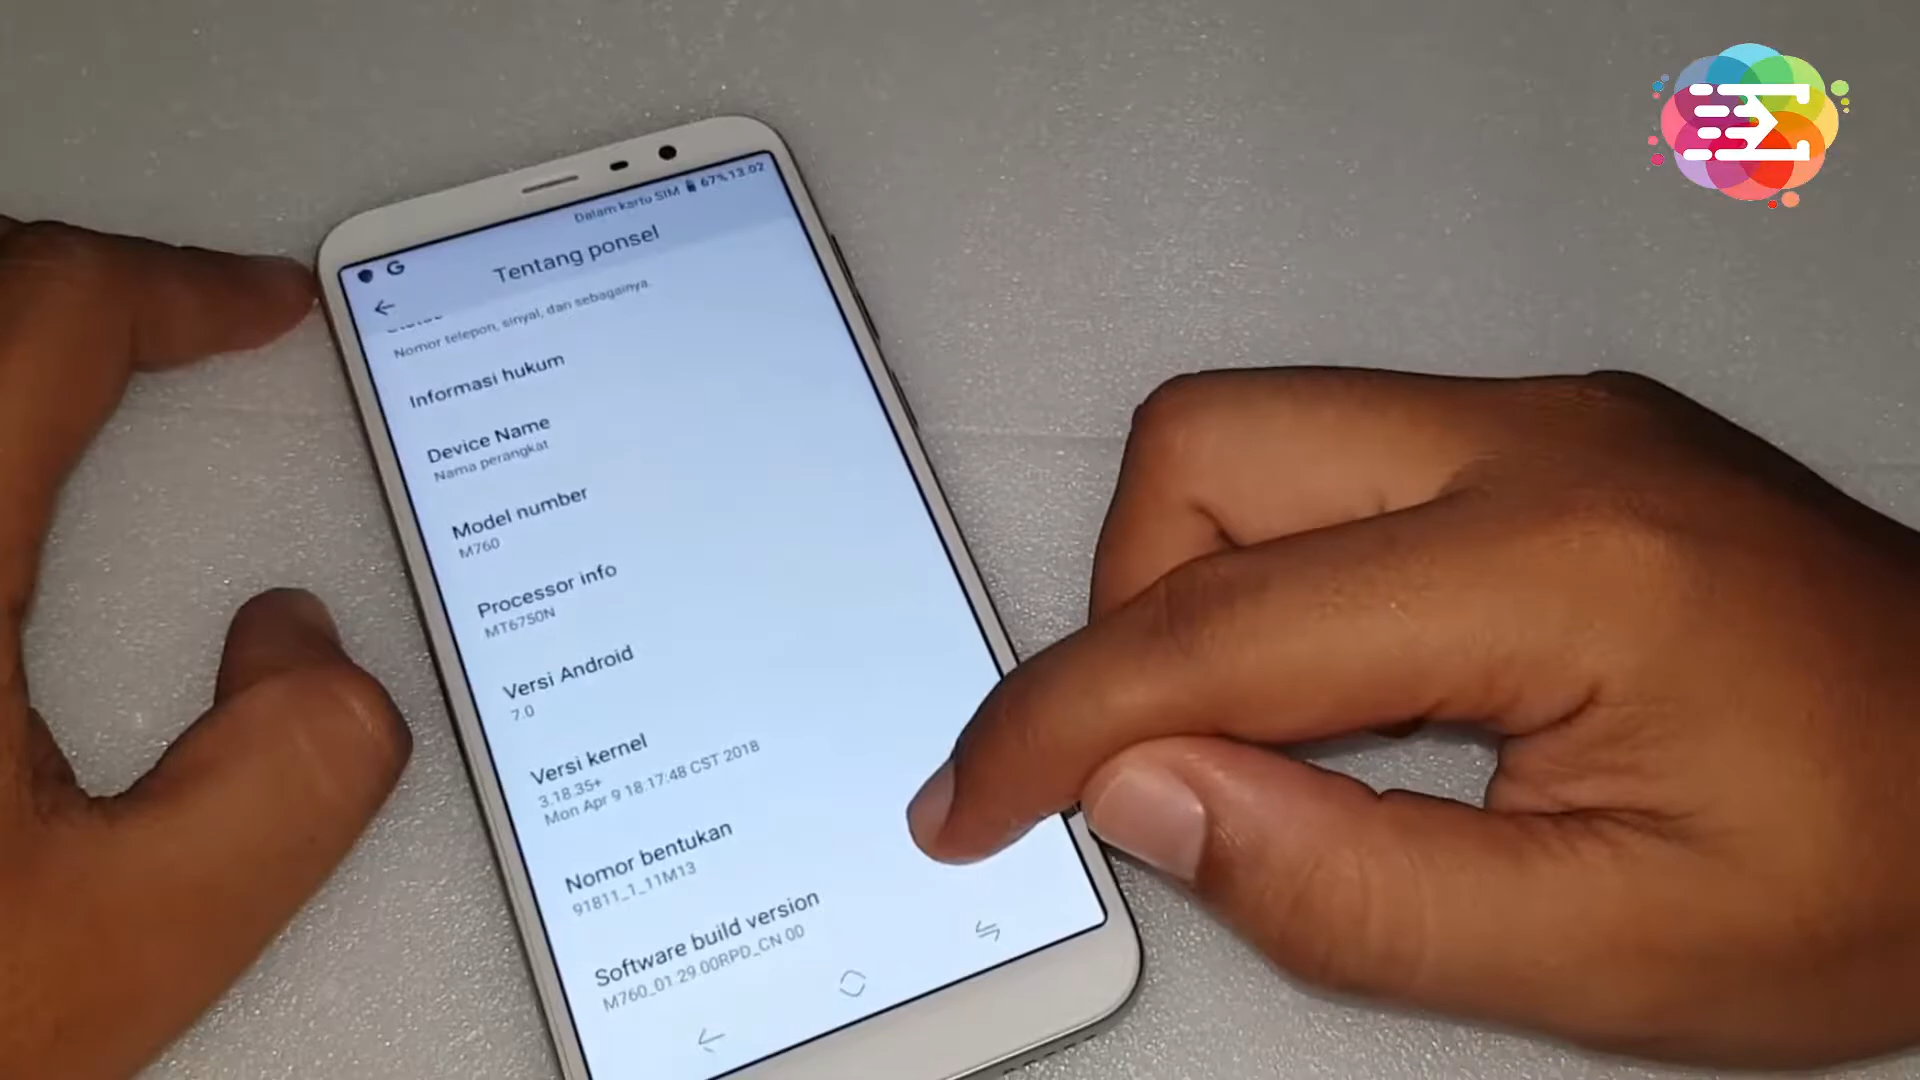 Dalam kartu SIM 67% 13.02
Tentang ponsel
Status
Nomor telepon, sinyal, dan sebagainya.
Informasi hukum
Device Name
Nama perangkat
Model number
M760
Processor info
MT6750N
Versi Android
7.0
Versi kernel
3.18.35+
Mon Apr 9 18:17:48 CST 2018
Nomor bentukan
91811_1_11M13
Software build version
M760_01.29.00RPD_CN 00